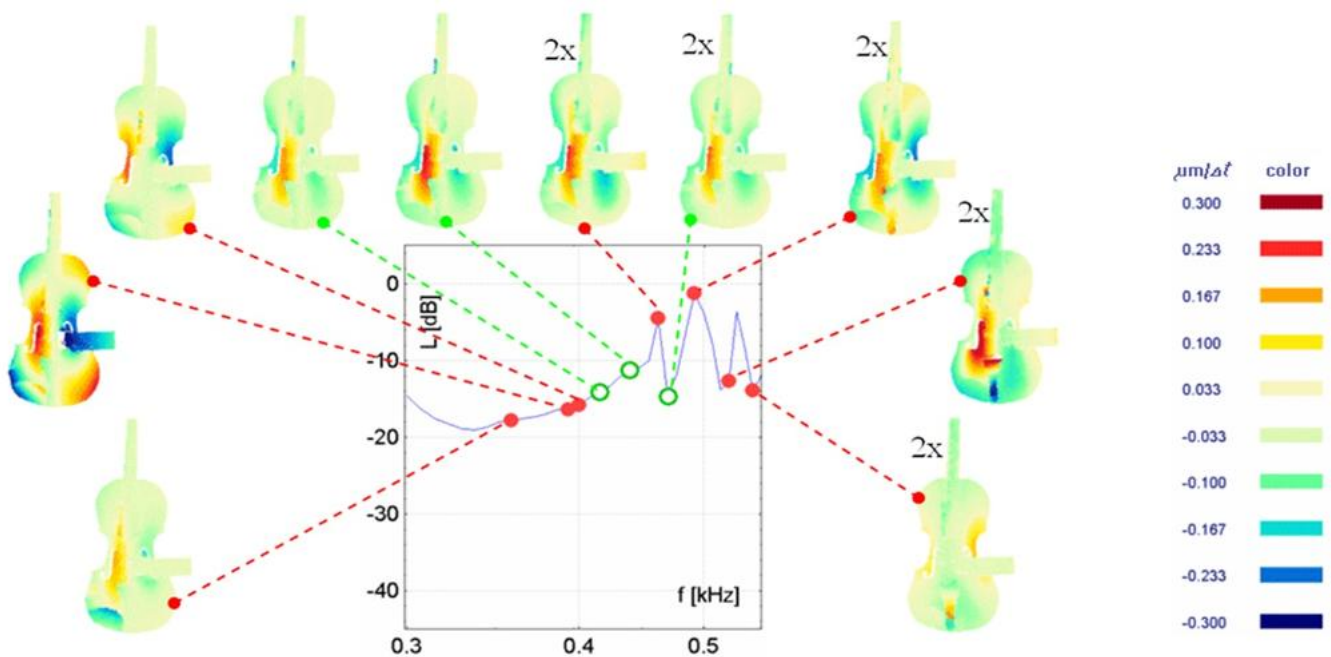 2x
2x
2x
2x
2x
L [dB]
0
-10
-20
-30
-40
f [kHz]
0.3
0.4
0.5
μm/Δt color
0.300
0.233
0.167
0.100
0.033
-0.033
-0.100
-0.167
-0.233
-0.300